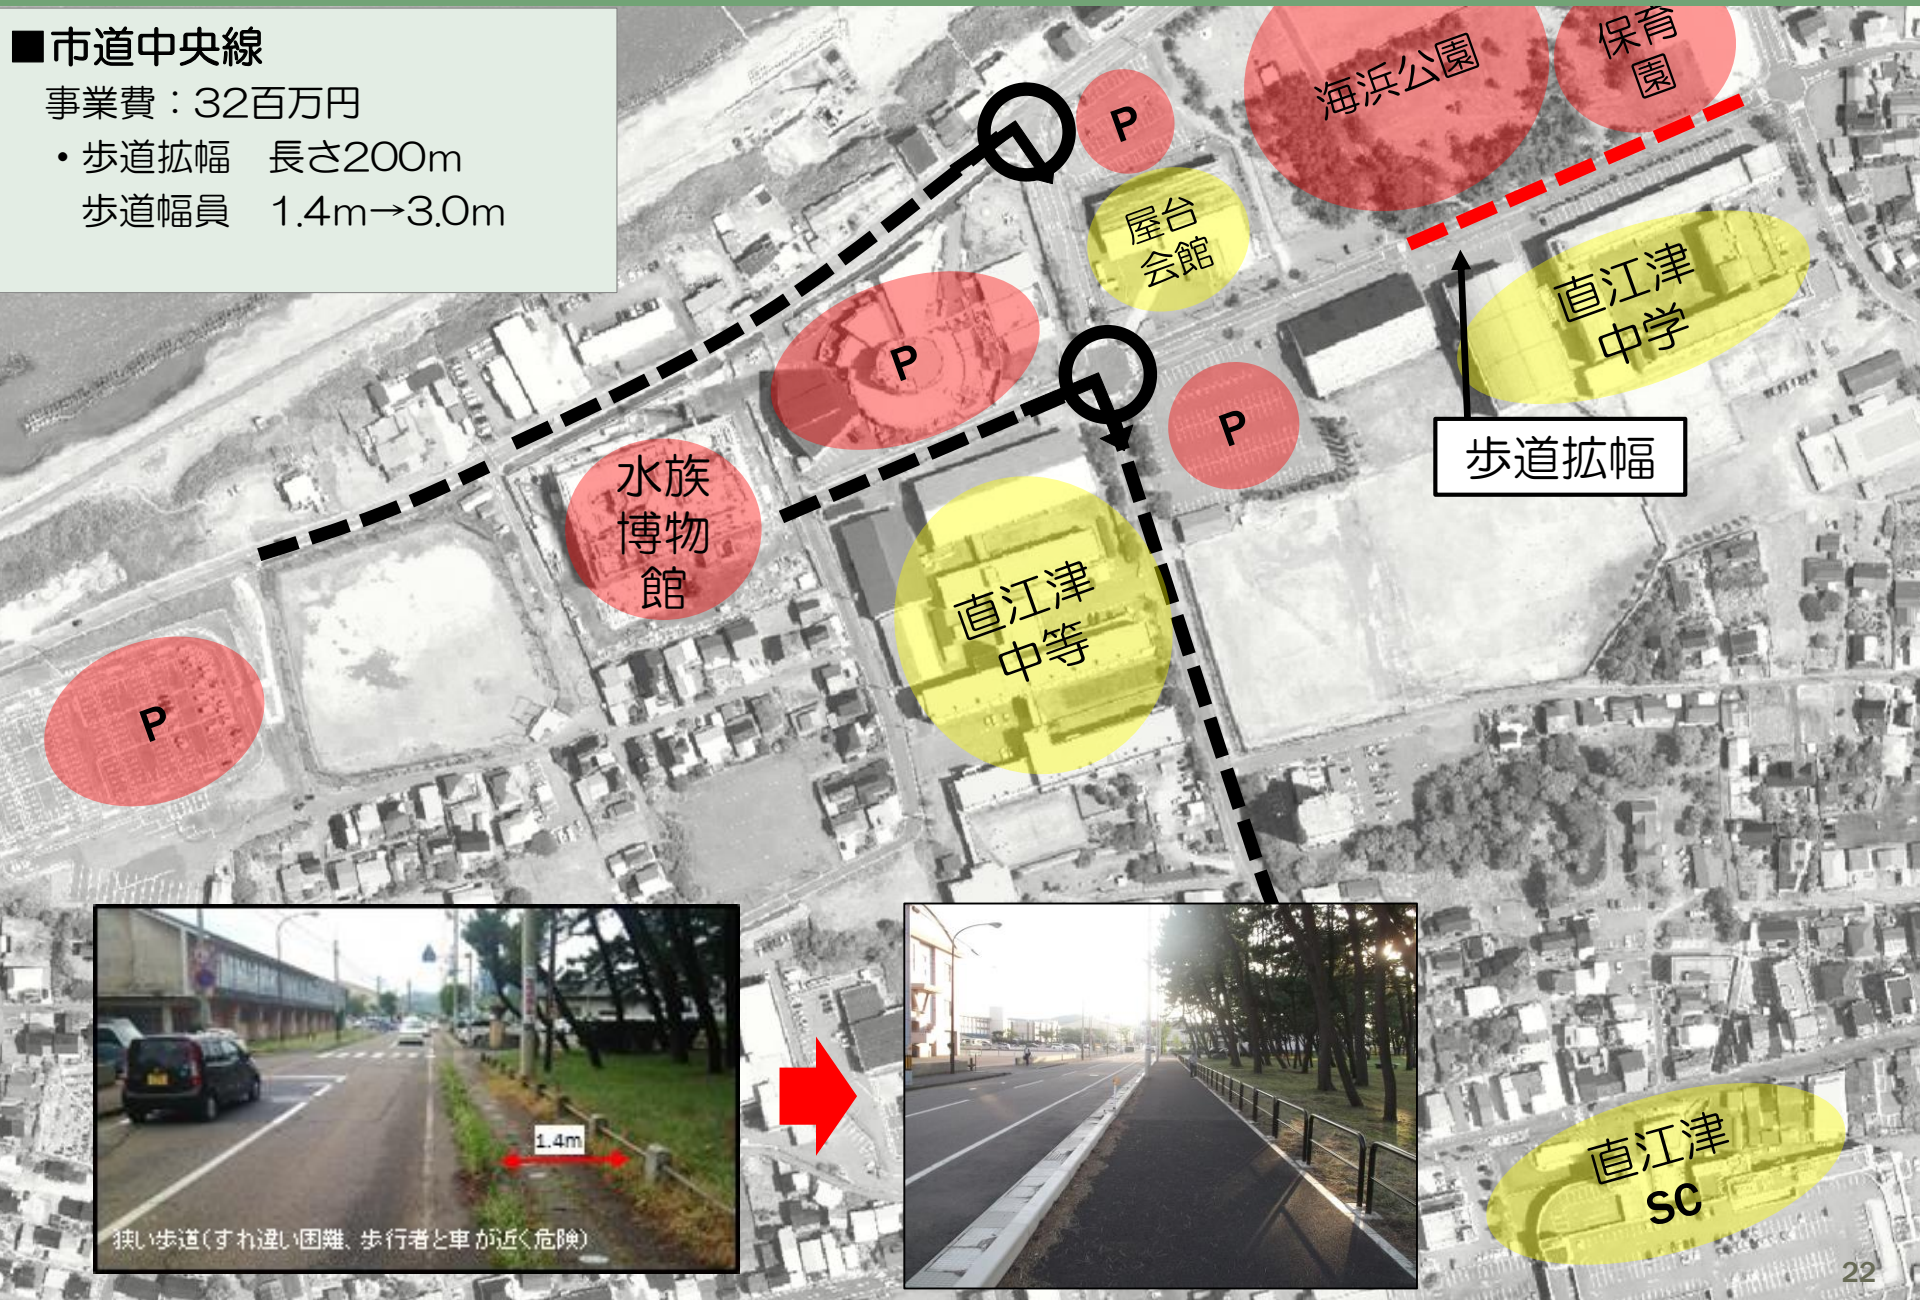 ■市道中央線
事業費：32百万円
・歩道拡幅　長さ200m
歩道幅員　1.4m→3.0m
海浜公園
保育
園
P
屋台
会館
直江津
中学
P
P
歩道拡幅
水族
博物
館
直江津
中等
P
1.4m
狭い歩道(すれ違い困難、歩行者と車が近く危険)
直江津
SC
22